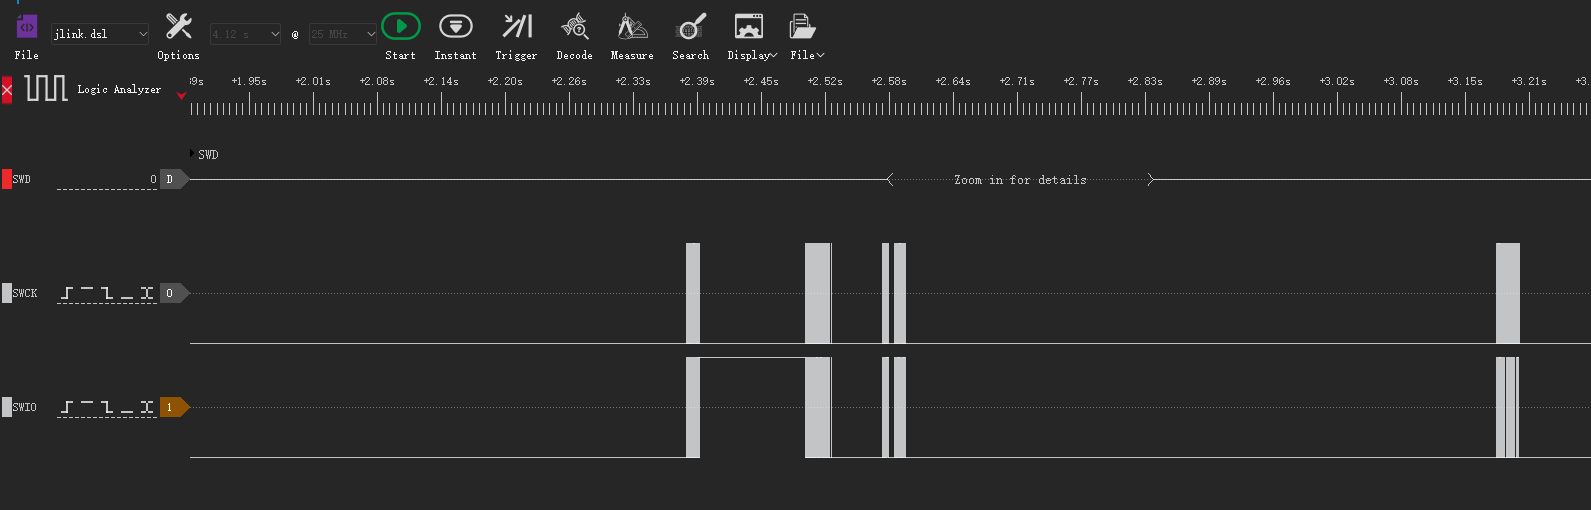 jlink.dsl 4.12 s @ 25 MHz
File Options Start Instant Trigger Decode Measure Search Display File
Logic Analyzer
39s +1.95s +2.01s +2.08s +2.14s +2.20s +2.26s +2.33s +2.39s +2.45s +2.52s +2.58s +2.64s +2.71s +2.77s +2.83s +2.89s +2.96s +3.02s +3.08s +3.15s +3.21s +3.
SWD
SWD 0 D Zoom in for details
SWCK 0
SWIO 1